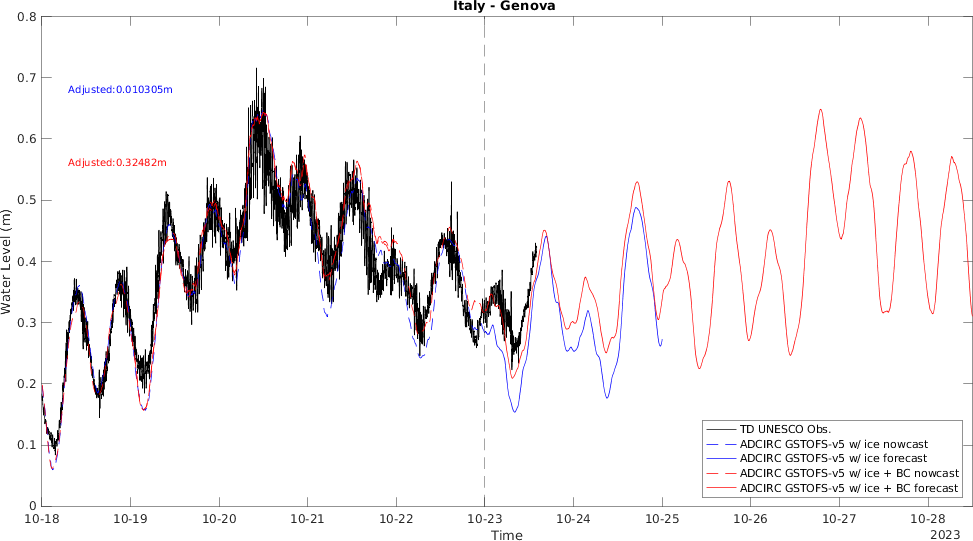 Italy - Genova
Water Level (m)
0.8
0.7
0.6
0.5
0.4
0.3
0.2
0.1
0
Adjusted:0.010305m
Adjusted:0.32482m
TD UNESCO Obs.
ADCIRC GSTOFS-v5 w/ ice nowcast
ADCIRC GSTOFS-v5 w/ ice forecast
ADCIRC GSTOFS-v5 w/ ice + BC nowcast
ADCIRC GSTOFS-v5 w/ ice + BC forecast
10-18 10-19 10-20 10-21 10-22 10-23 10-24 10-25 10-26 10-27 10-28
2023
Time